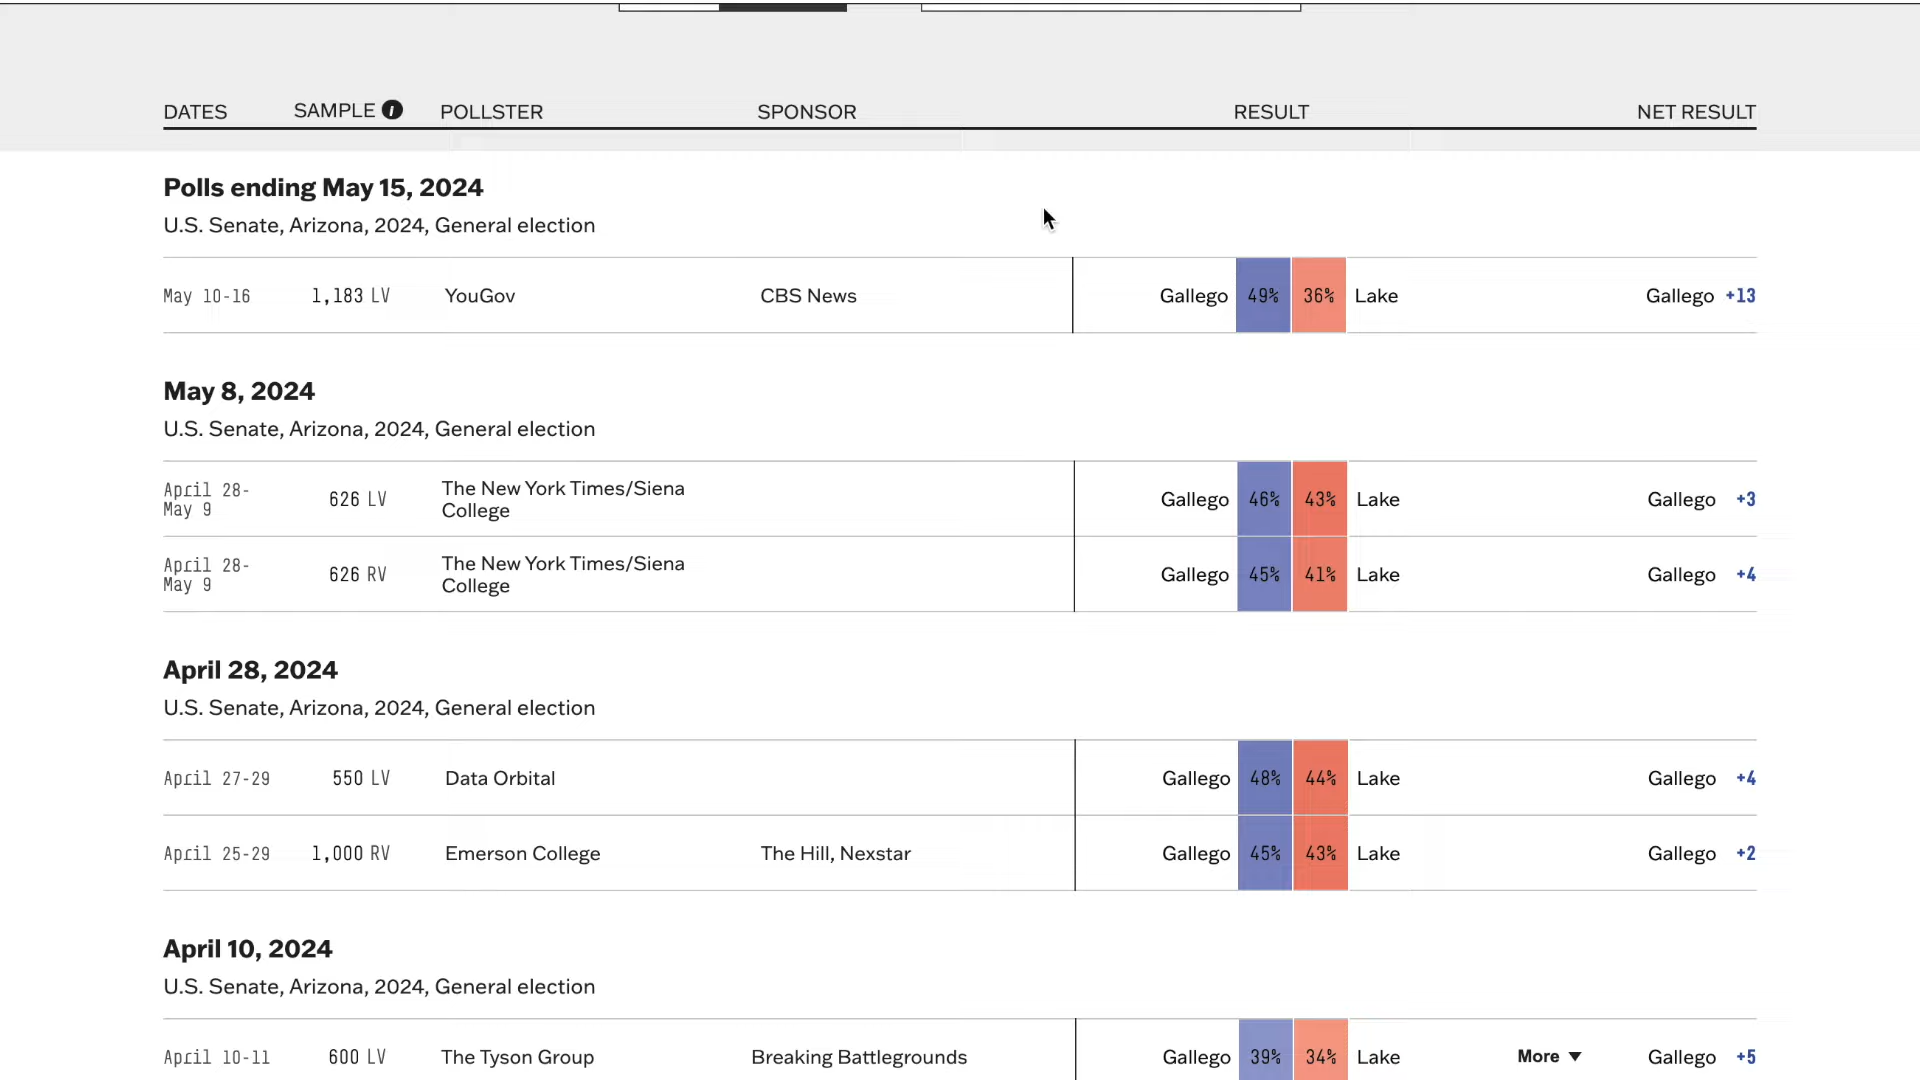 DATES SAMPLE i POLLSTER SPONSOR RESULT NET RESULT
Polls ending May 15, 2024
U.S. Senate, Arizona, 2024, General election
May 10-16 1,183 LV YouGov CBS News Gallego 49% 36% Lake Gallego +13
May 8, 2024
U.S. Senate, Arizona, 2024, General election
April 28-
May 9 626 LV The New York Times/Siena
College Gallego 46% 43% Lake Gallego +3
April 28-
May 9 626 RV The New York Times/Siena
College Gallego 45% 41% Lake Gallego +4
April 28, 2024
U.S. Senate, Arizona, 2024, General election
April 27-29 550 LV Data Orbital Gallego 48% 44% Lake Gallego +4
April 25-29 1,000 RV Emerson College The Hill, Nexstar Gallego 45% 43% Lake Gallego +2
April 10, 2024
U.S. Senate, Arizona, 2024, General election
April 10-11 600 LV The Tyson Group Breaking Battlegrounds Gallego 39% 34% Lake More ▼ Gallego +5